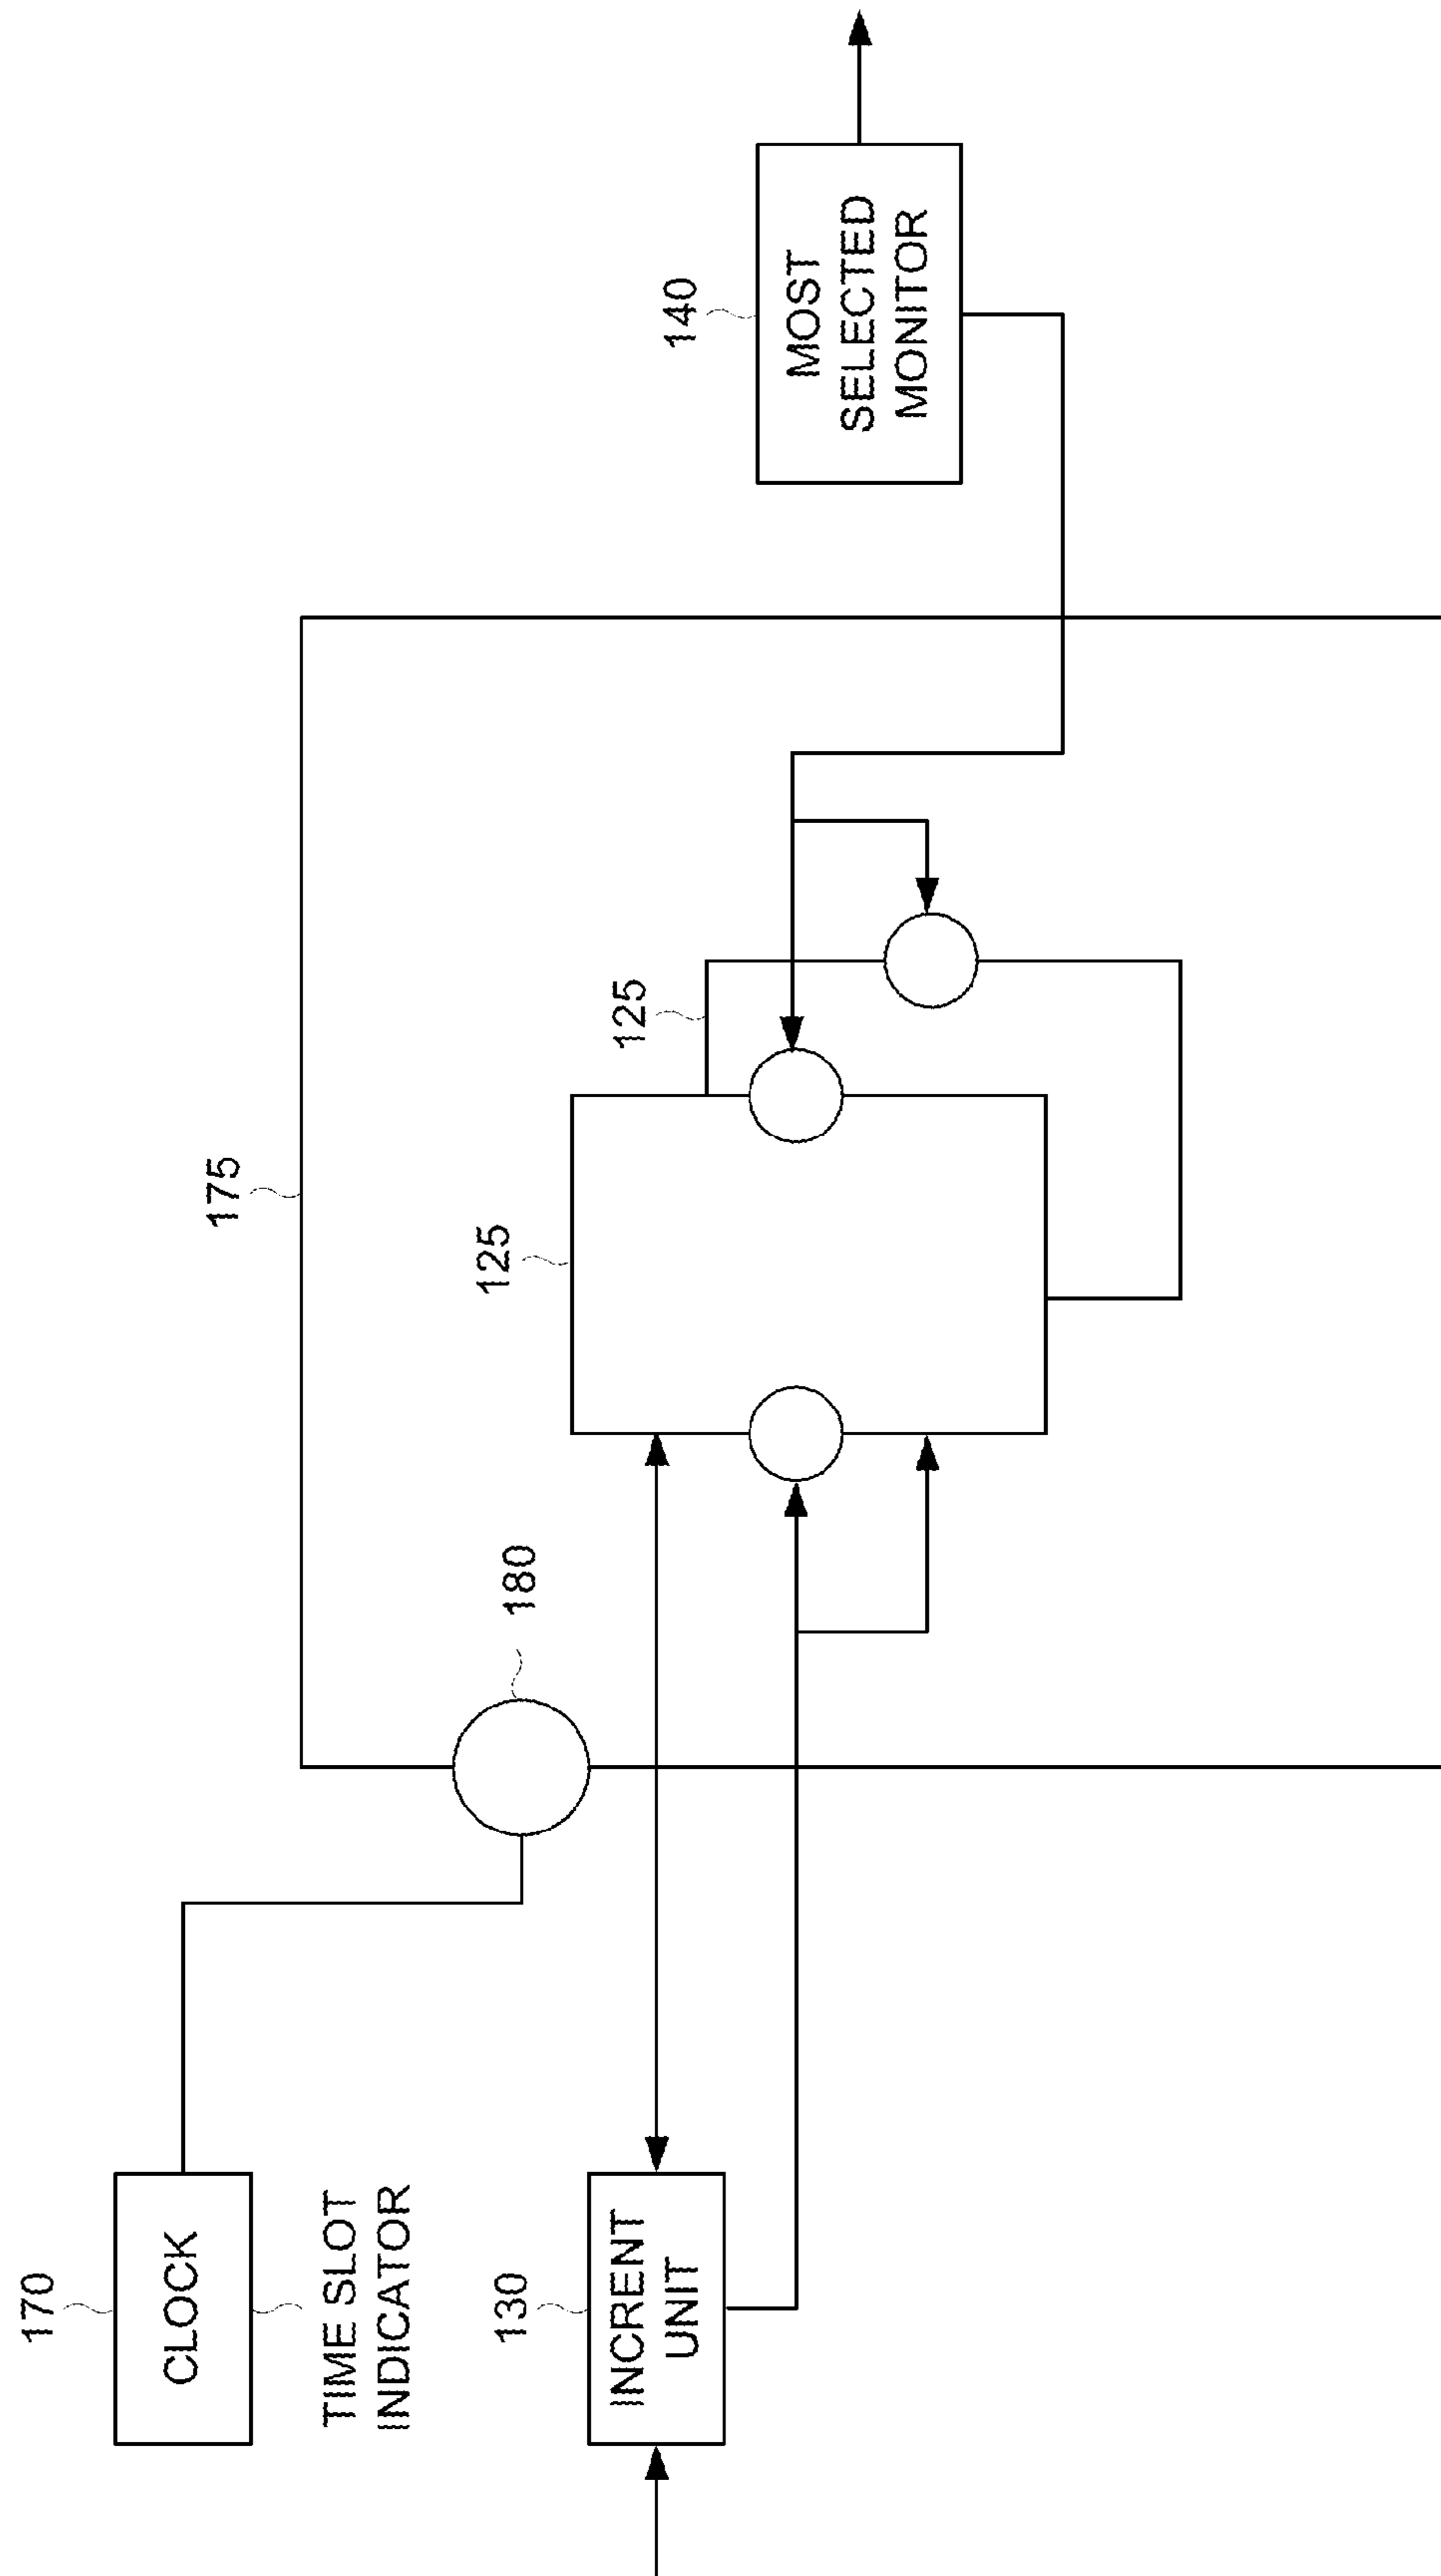 170
CLOCK
TIME SLOT
INDICATOR
130
INCRENT
UNIT
180
175
125
125
140
MOST
SELECTED
MONITOR